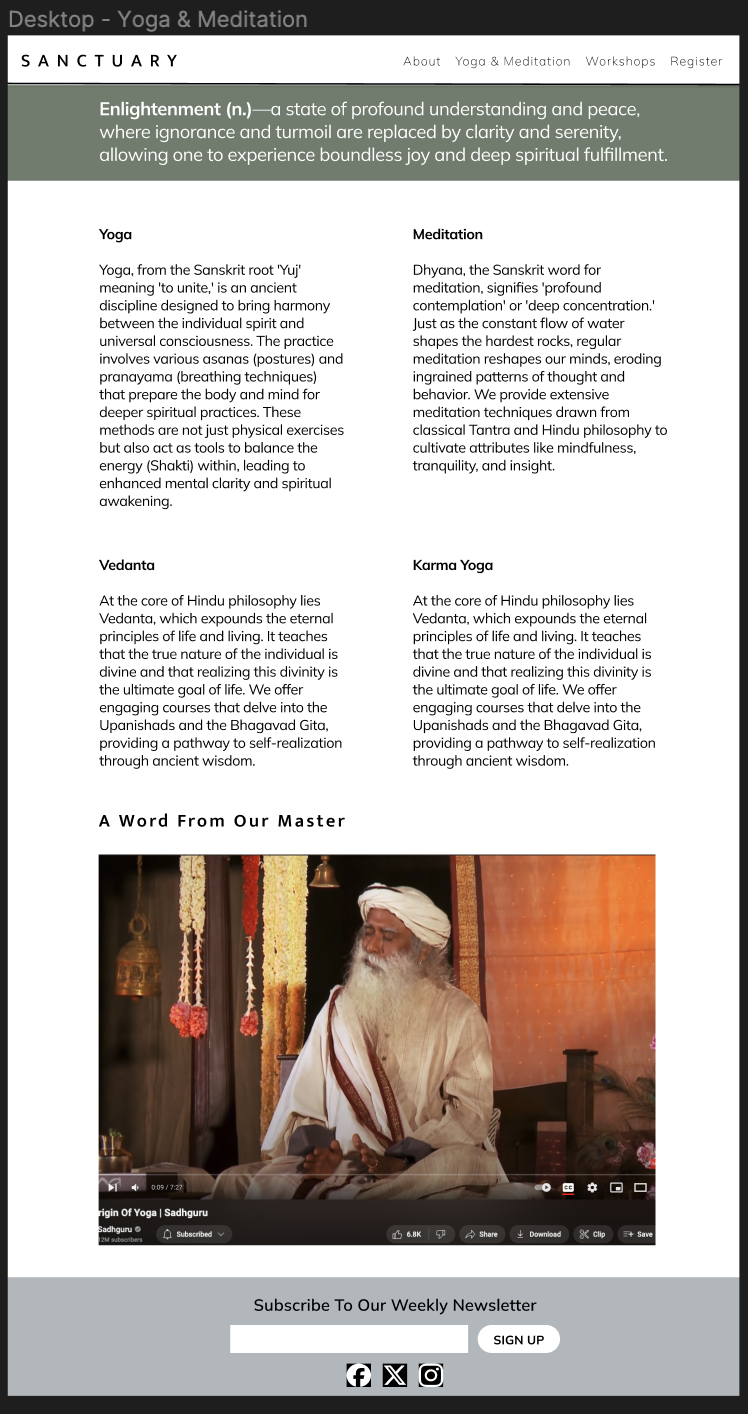 Desktop - Yoga & Meditation
SANCTUARY
About Yoga & Meditation Workshops Register
Enlightenment (n.)—a state of profound understanding and peace,
where ignorance and turmoil are replaced by clarity and serenity,
allowing one to experience boundless joy and deep spiritual fulfillment.
Yoga
Yoga, from the Sanskrit root 'Yuj'
meaning 'to unite,' is an ancient
discipline designed to bring harmony
between the individual spirit and
universal consciousness. The practice
involves various asanas (postures) and
pranayama (breathing techniques)
that prepare the body and mind for
deeper spiritual practices. These
methods are not just physical exercises
but also act as tools to balance the
energy (Shakti) within, leading to
enhanced mental clarity and spiritual
awakening.
Meditation
Dhyana, the Sanskrit word for
meditation, signifies 'profound
contemplation' or 'deep concentration.'
Just as the constant flow of water
shapes the hardest rocks, regular
meditation reshapes our minds, eroding
ingrained patterns of thought and
behavior. We provide extensive
meditation techniques drawn from
classical Tantra and Hindu philosophy to
cultivate attributes like mindfulness,
tranquility, and insight.
Vedanta
At the core of Hindu philosophy lies
Vedanta, which expounds the eternal
principles of life and living. It teaches
that the true nature of the individual is
divine and that realizing this divinity is
the ultimate goal of life. We offer
engaging courses that delve into the
Upanishads and the Bhagavad Gita,
providing a pathway to self-realization
through ancient wisdom.
Karma Yoga
At the core of Hindu philosophy lies
Vedanta, which expounds the eternal
principles of life and living. It teaches
that the true nature of the individual is
divine and that realizing this divinity is
the ultimate goal of life. We offer
engaging courses that delve into the
Upanishads and the Bhagavad Gita,
providing a pathway to self-realization
through ancient wisdom.
A Word From Our Master
0:09 / 7:27 CC
rigin Of Yoga | Sadhguru
Sadhguru
12M subscribers
Subscribed 6.8K Share Download Clip Save
Subscribe To Our Weekly Newsletter
SIGN UP